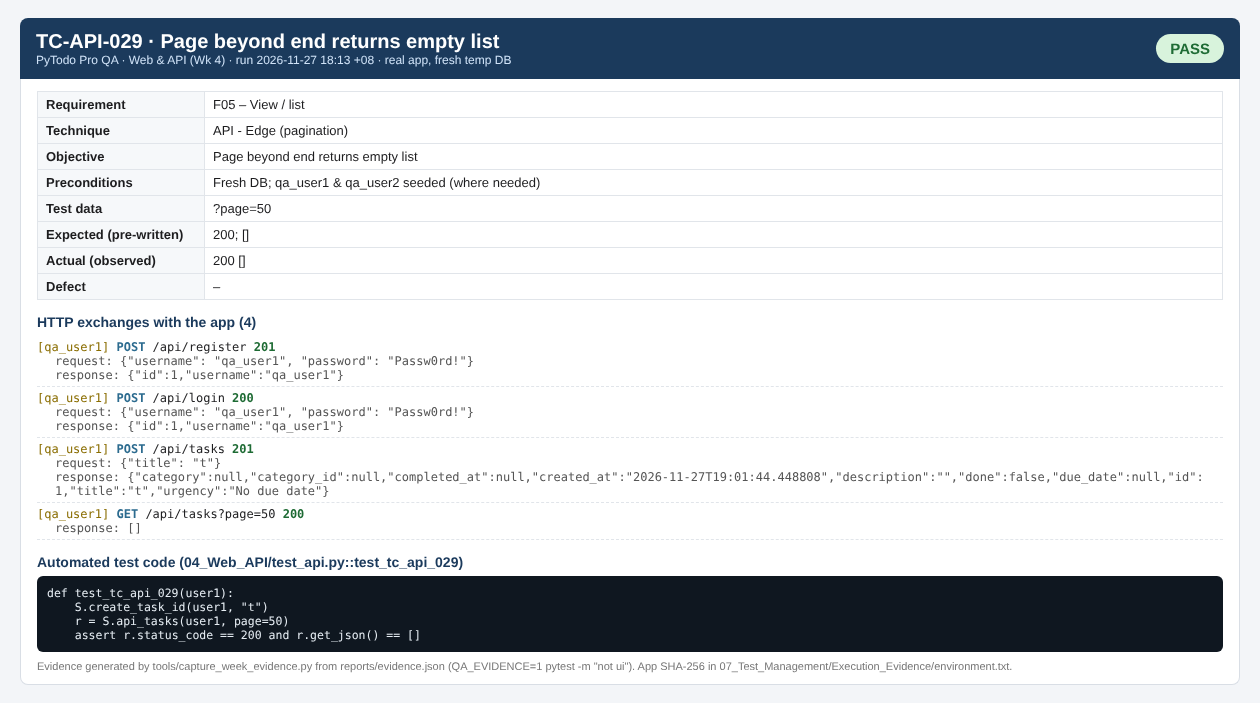 TC-API-029 · Page beyond end returns empty list
PyTodo Pro QA · Web & API (Wk 4) · run 2026-11-27 18:13 +08 · real app, fresh temp DB
PASS
Requirement F05 – View / list
Technique API - Edge (pagination)
Objective Page beyond end returns empty list
Preconditions Fresh DB; qa_user1 & qa_user2 seeded (where needed)
Test data ?page=50
Expected (pre-written) 200; []
Actual (observed) 200 []
Defect –
HTTP exchanges with the app (4)
[qa_user1] POST /api/register 201
request: {"username": "qa_user1", "password": "Passw0rd!"}
response: {"id":1,"username":"qa_user1"}
[qa_user1] POST /api/login 200
request: {"username": "qa_user1", "password": "Passw0rd!"}
response: {"id":1,"username":"qa_user1"}
[qa_user1] POST /api/tasks 201
request: {"title": "t"}
response: {"category":null,"category_id":null,"completed_at":null,"created_at":"2026-11-27T19:01:44.448808","description":"","done":false,"due_date":null,"id":
1,"title":"t","urgency":"No due date"}
[qa_user1] GET /api/tasks?page=50 200
response: []
Automated test code (04_Web_API/test_api.py::test_tc_api_029)
def test_tc_api_029(user1):
    S.create_task_id(user1, "t")
    r = S.api_tasks(user1, page=50)
    assert r.status_code == 200 and r.get_json() == []
Evidence generated by tools/capture_week_evidence.py from reports/evidence.json (QA_EVIDENCE=1 pytest -m "not ui"). App SHA-256 in 07_Test_Management/Execution_Evidence/environment.txt.